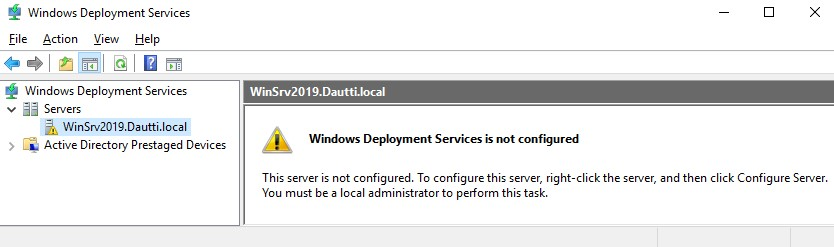 Windows Deployment Services
File Action View Help
Windows Deployment Services
Servers
WinSrv2019.Dautti.local
Active Directory Prestaged Devices
WinSrv2019.Dautti.local
Windows Deployment Services is not configured
This server is not configured. To configure this server, right-click the server, and then click Configure Server.
You must be a local administrator to perform this task.